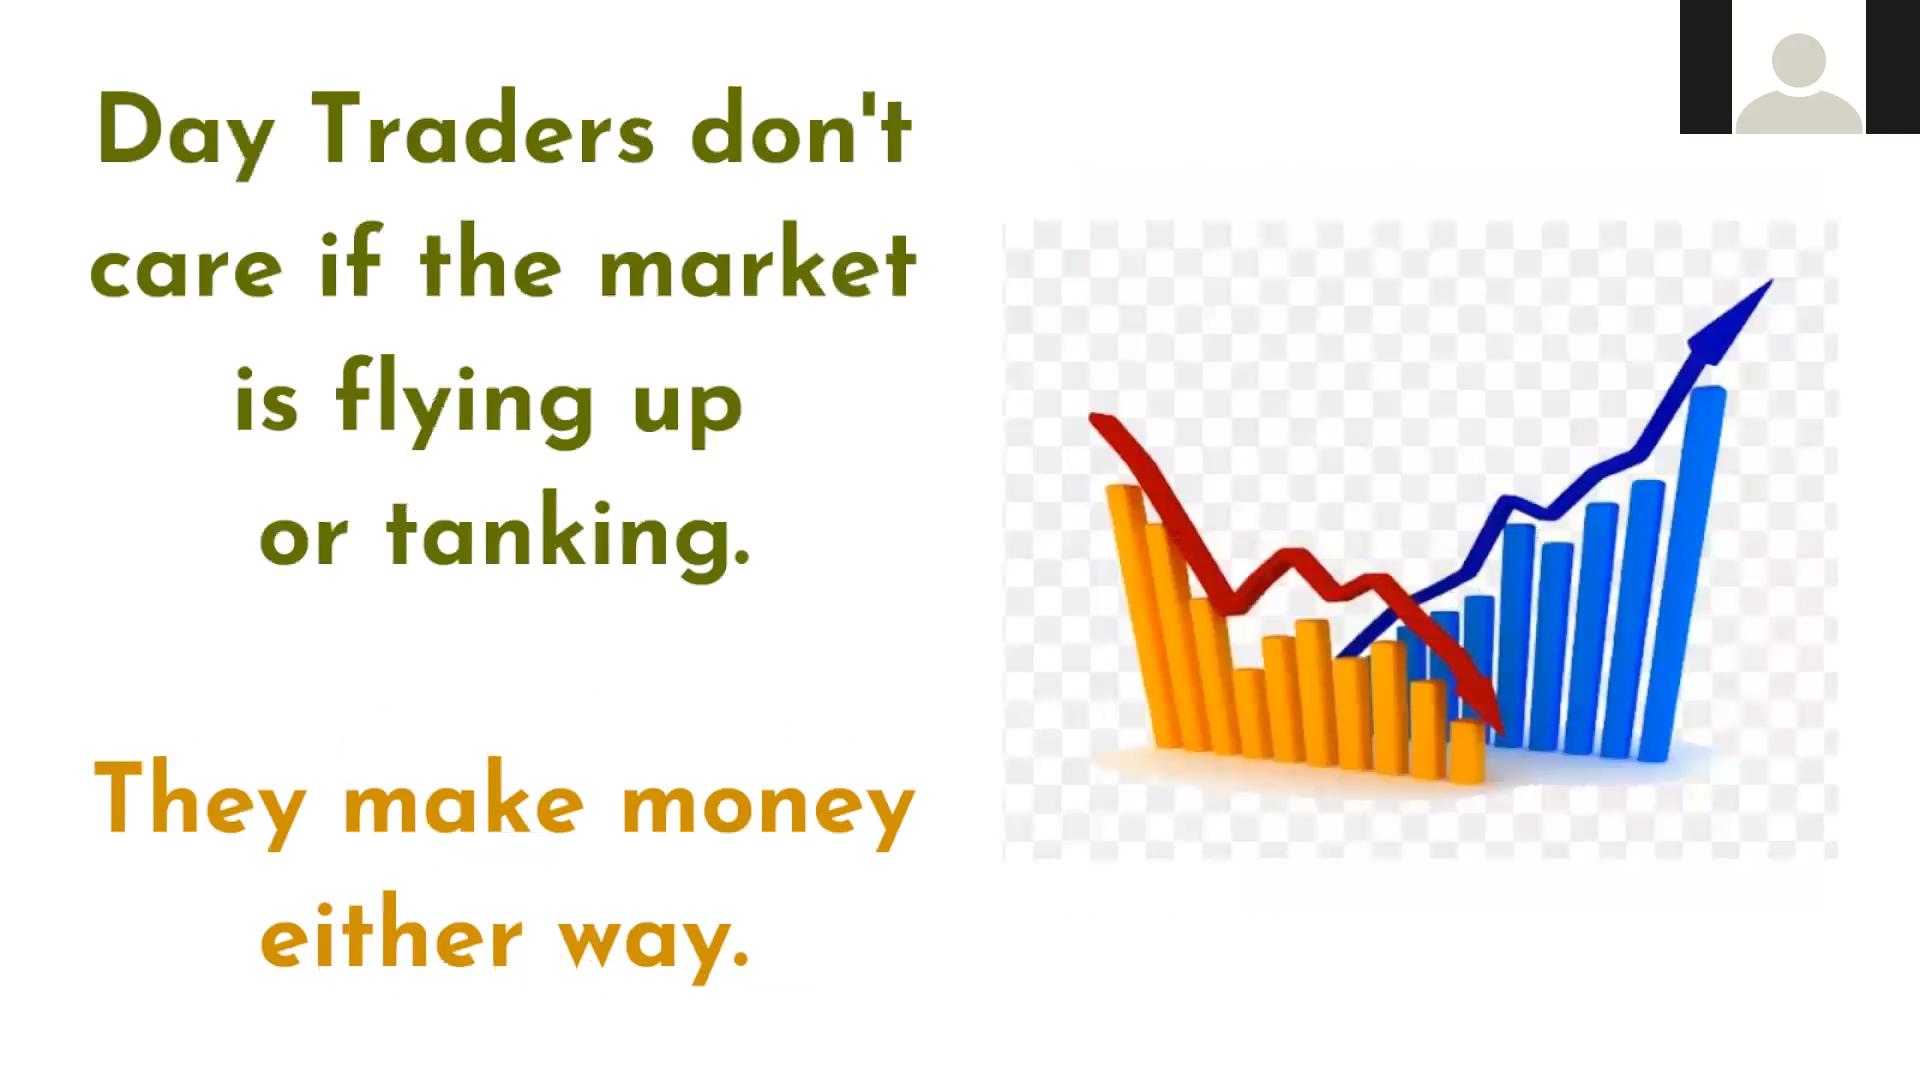 Day Traders don't
care if the market
is flying up
or tanking.
They make money
either way.